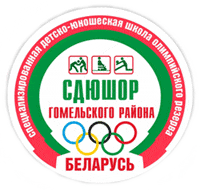 специализированная детско-юношеская школа олимпийского резерва
СДЮШОР
ГОМЕЛЬСКОГО РАЙОНА
БЕЛАРУСЬ